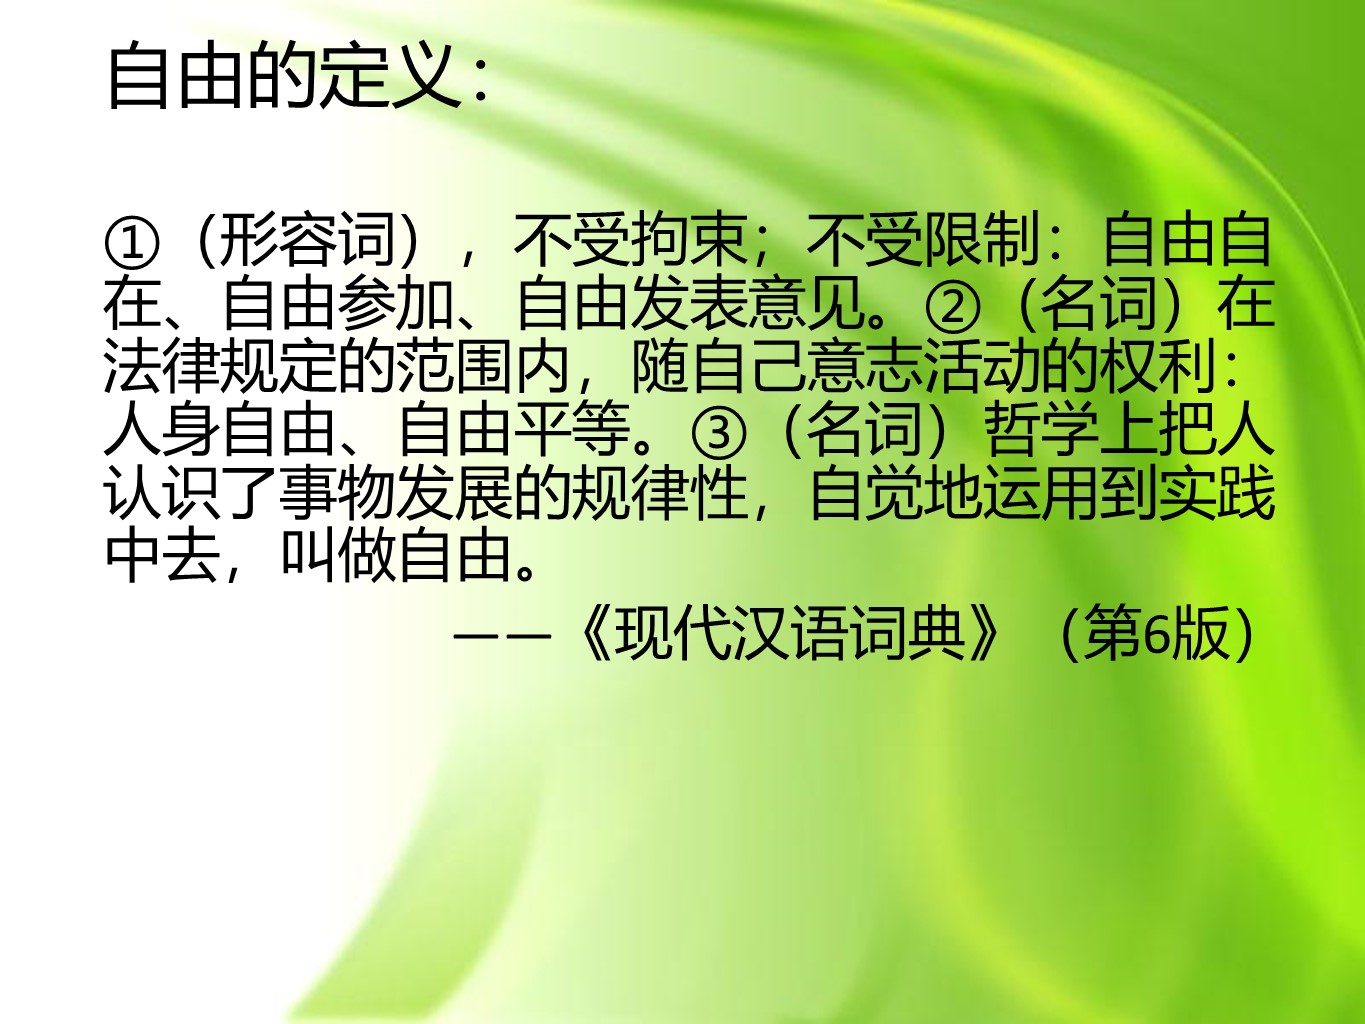 自由的定义：
①（形容词），不受拘束；不受限制：自由自
在、自由参加、自由发表意见。②（名词）在
法律规定的范围内，随自己意志活动的权利：
人身自由、自由平等。③（名词）哲学上把人
认识了事物发展的规律性，自觉地运用到实践
中去，叫做自由。
——《现代汉语词典》（第6版）